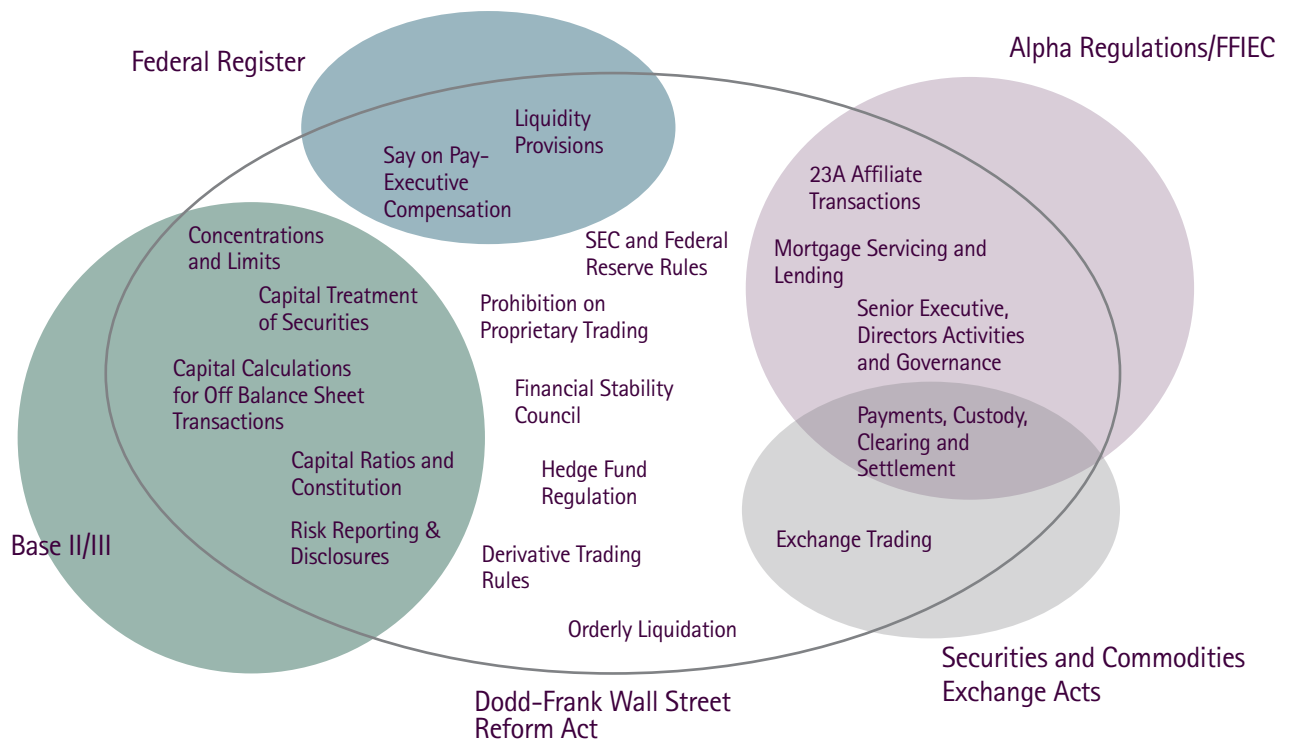 Federal Register
Alpha Regulations/FFIEC
Liquidity
Provisions
Say on Pay-
Executive
Compensation
23A Affiliate
Transactions
Concentrations
and Limits
SEC and Federal
Reserve Rules
Mortgage Servicing and
Lending
Capital Treatment
of Securities
Prohibition on
Proprietary Trading
Senior Executive,
Directors Activities
and Governance
Capital Calculations
for Off Balance Sheet
Transactions
Financial Stability
Council
Payments, Custody,
Clearing and
Settlement
Capital Ratios and
Constitution
Hedge Fund
Regulation
Base II/III
Risk Reporting &
Disclosures
Derivative Trading
Rules
Exchange Trading
Orderly Liquidation
Securities and Commodities
Exchange Acts
Dodd-Frank Wall Street
Reform Act